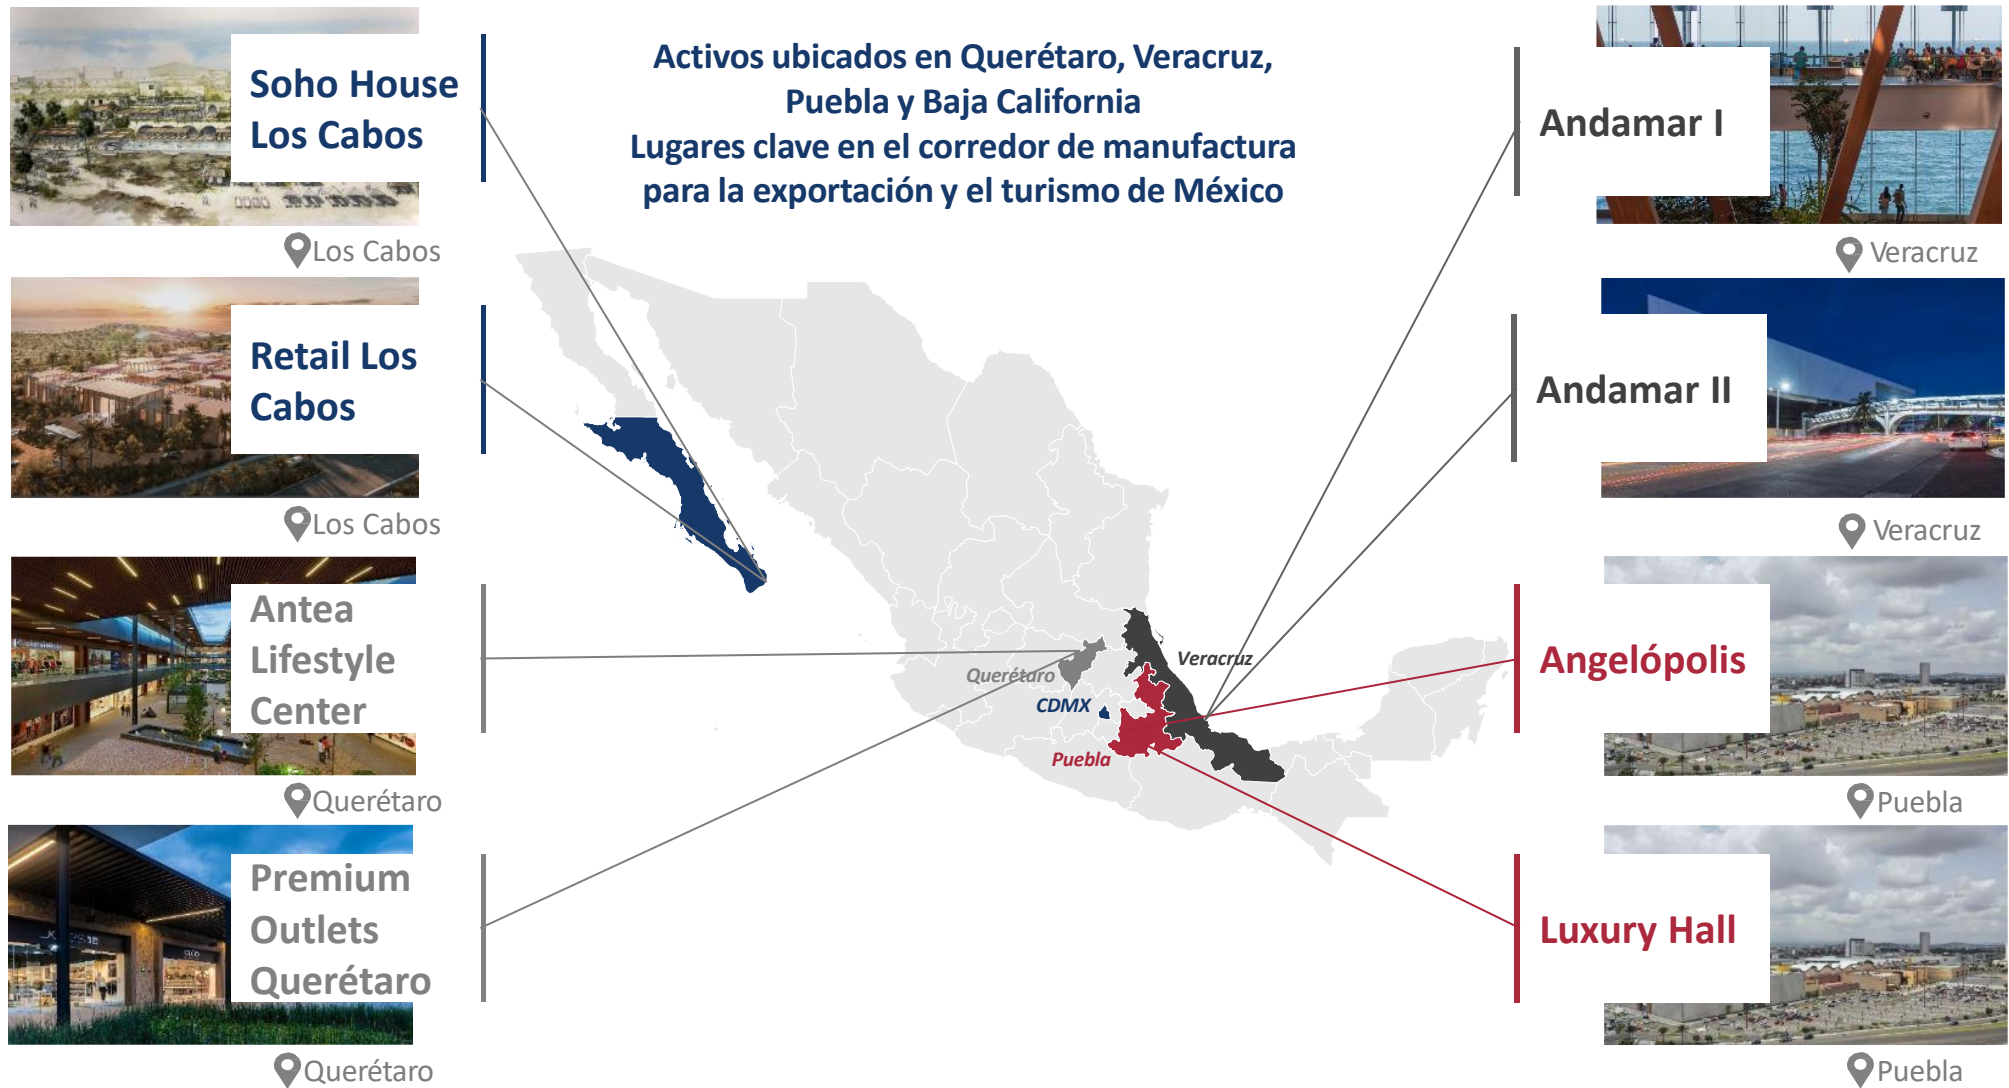 Activos ubicados en Querétaro, Veracruz,
Puebla y Baja California
Lugares clave en el corredor de manufactura
para la exportación y el turismo de México
Soho House
Los Cabos
Los Cabos
Retail Los
Cabos
Los Cabos
Antea
Lifestyle
Center
Querétaro
Premium
Outlets
Querétaro
Querétaro
Querétaro
CDMX
Puebla
Veracruz
Andamar I
Veracruz
Andamar II
Veracruz
Angelópolis
Puebla
Luxury Hall
Puebla